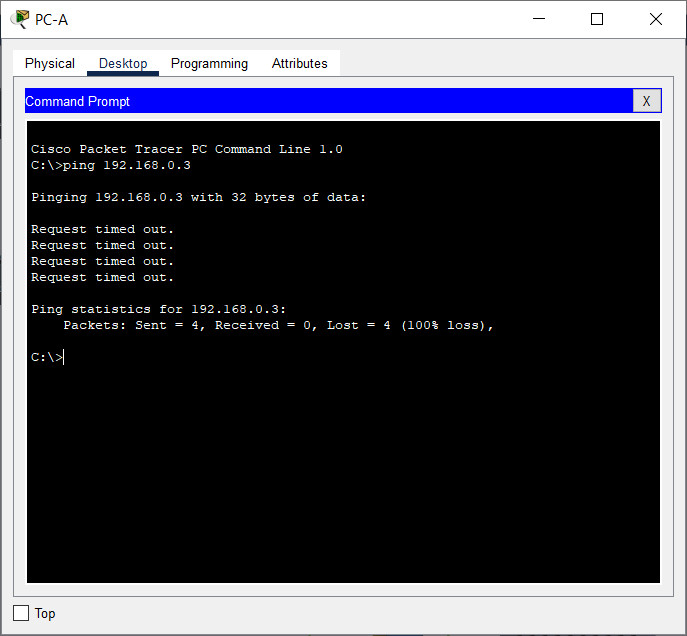 PC-A
Physical Desktop Programming Attributes
Command Prompt X
Cisco Packet Tracer PC Command Line 1.0
C:\>ping 192.168.0.3
Pinging 192.168.0.3 with 32 bytes of data:
Request timed out.
Request timed out.
Request timed out.
Request timed out.
Ping statistics for 192.168.0.3:
    Packets: Sent = 4, Received = 0, Lost = 4 (100% loss),
C:\>
Top